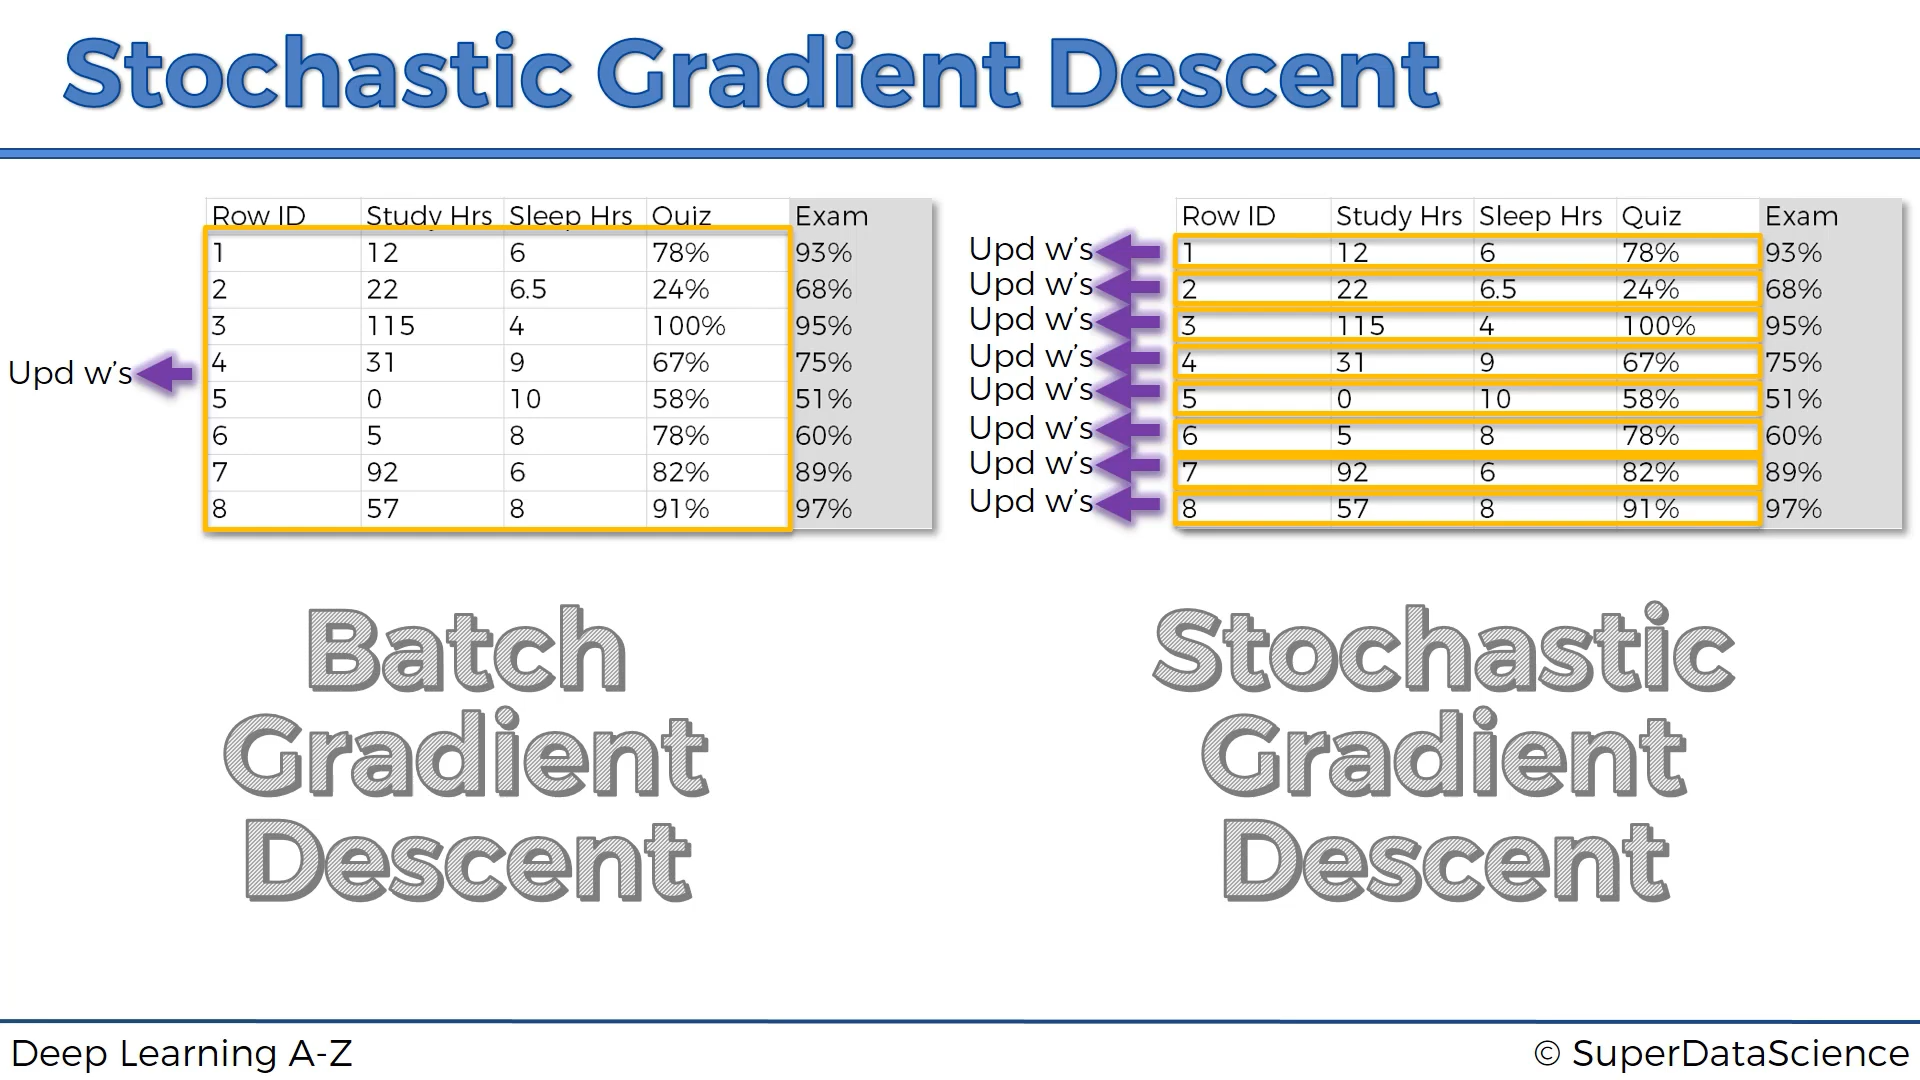 Stochastic Gradient Descent
Row ID Study Hrs Sleep Hrs Quiz Exam
1 12 6 78% 93%
2 22 6.5 24% 68%
3 115 4 100% 95%
4 31 9 67% 75%
Upd w's
5 0 10 58% 51%
6 5 8 78% 60%
7 92 6 82% 89%
8 57 8 91% 97%
Batch
Gradient
Descent
Row ID Study Hrs Sleep Hrs Quiz Exam
Upd w's 1 12 6 78% 93%
Upd w's 2 22 6.5 24% 68%
Upd w's 3 115 4 100% 95%
Upd w's 4 31 9 67% 75%
Upd w's 5 0 10 58% 51%
Upd w's 6 5 8 78% 60%
Upd w's 7 92 6 82% 89%
Upd w's 8 57 8 91% 97%
Stochastic
Gradient
Descent
Deep Learning A-Z
© SuperDataScience